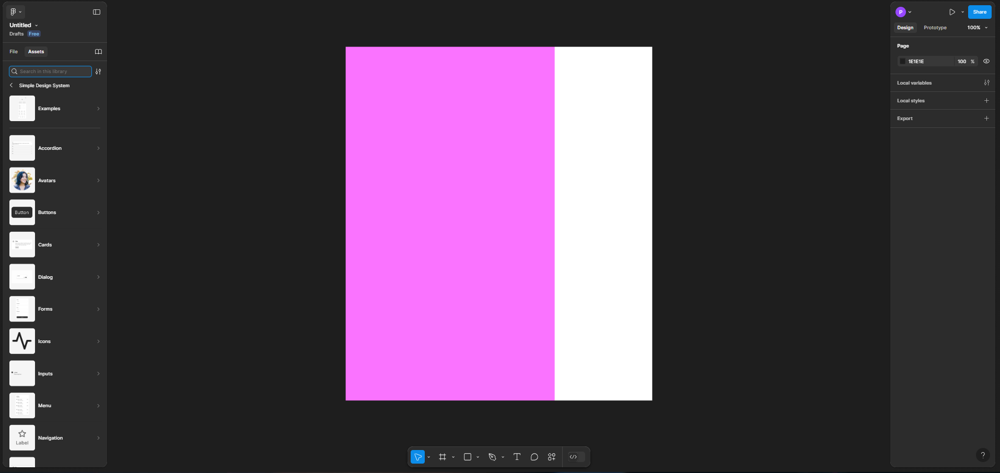 Untitled
Drafts Free
File Assets
Search in this library
Simple Design System
Examples
Accordion
Avatars
Button
Buttons
Cards
Dialog
Forms
Icons
Inputs
Menu
Label
Navigation
P
Share
Design Prototype 100%
Page
1E1E1E 100 %
Local variables
Local styles
Export
?